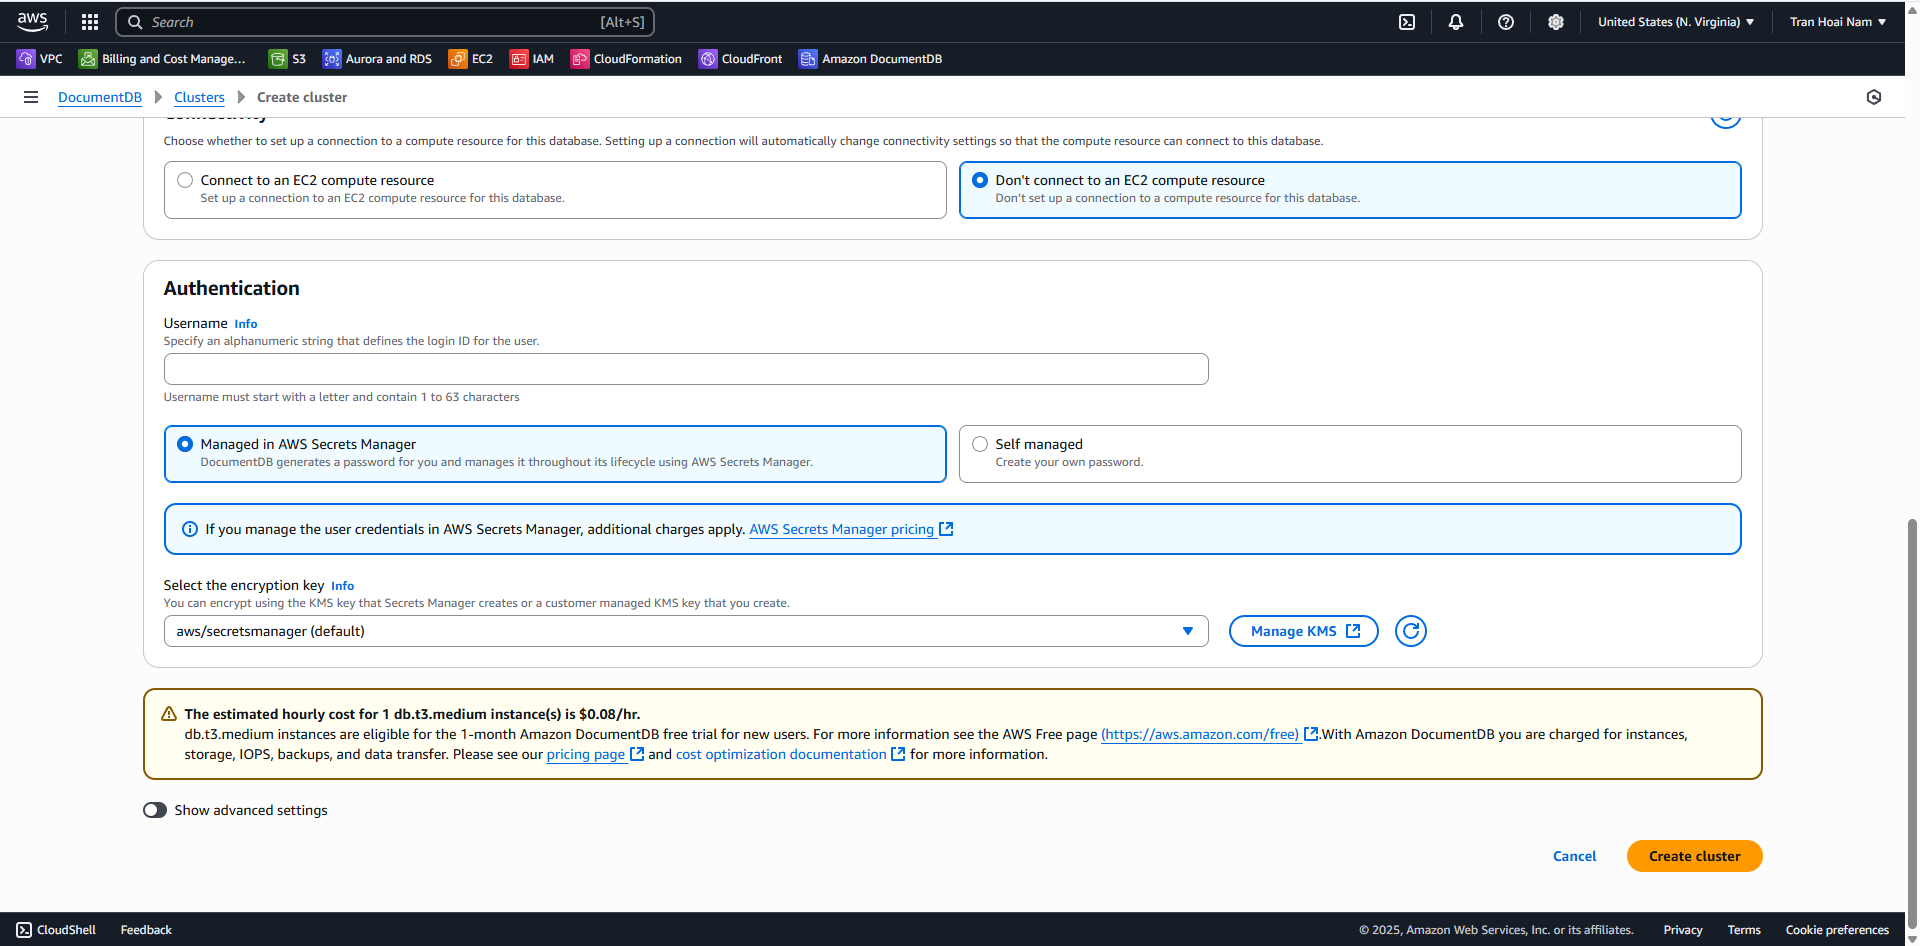 aws
Search [Alt+S]
United States (N. Virginia) Tran Hoai Nam
VPC Billing and Cost Manage... S3 Aurora and RDS EC2 IAM CloudFormation CloudFront Amazon DocumentDB
DocumentDB Clusters Create cluster
Connectivity
Choose whether to set up a connection to a compute resource for this database. Setting up a connection will automatically change connectivity settings so that the compute resource can connect to this database.
Connect to an EC2 compute resource
Set up a connection to an EC2 compute resource for this database.
Don't connect to an EC2 compute resource
Don't set up a connection to a compute resource for this database.
Authentication
Username Info
Specify an alphanumeric string that defines the login ID for the user.
Username must start with a letter and contain 1 to 63 characters
Managed in AWS Secrets Manager
DocumentDB generates a password for you and manages it throughout its lifecycle using AWS Secrets Manager.
Self managed
Create your own password.
If you manage the user credentials in AWS Secrets Manager, additional charges apply. AWS Secrets Manager pricing
Select the encryption key Info
You can encrypt using the KMS key that Secrets Manager creates or a customer managed KMS key that you create.
aws/secretsmanager (default)
Manage KMS
The estimated hourly cost for 1 db.t3.medium instance(s) is $0.08/hr.
db.t3.medium instances are eligible for the 1-month Amazon DocumentDB free trial for new users. For more information see the AWS Free page (https://aws.amazon.com/free) .With Amazon DocumentDB you are charged for instances,
storage, IOPS, backups, and data transfer. Please see our pricing page and cost optimization documentation for more information.
Show advanced settings
Cancel Create cluster
CloudShell Feedback © 2025, Amazon Web Services, Inc. or its affiliates. Privacy Terms Cookie preferences